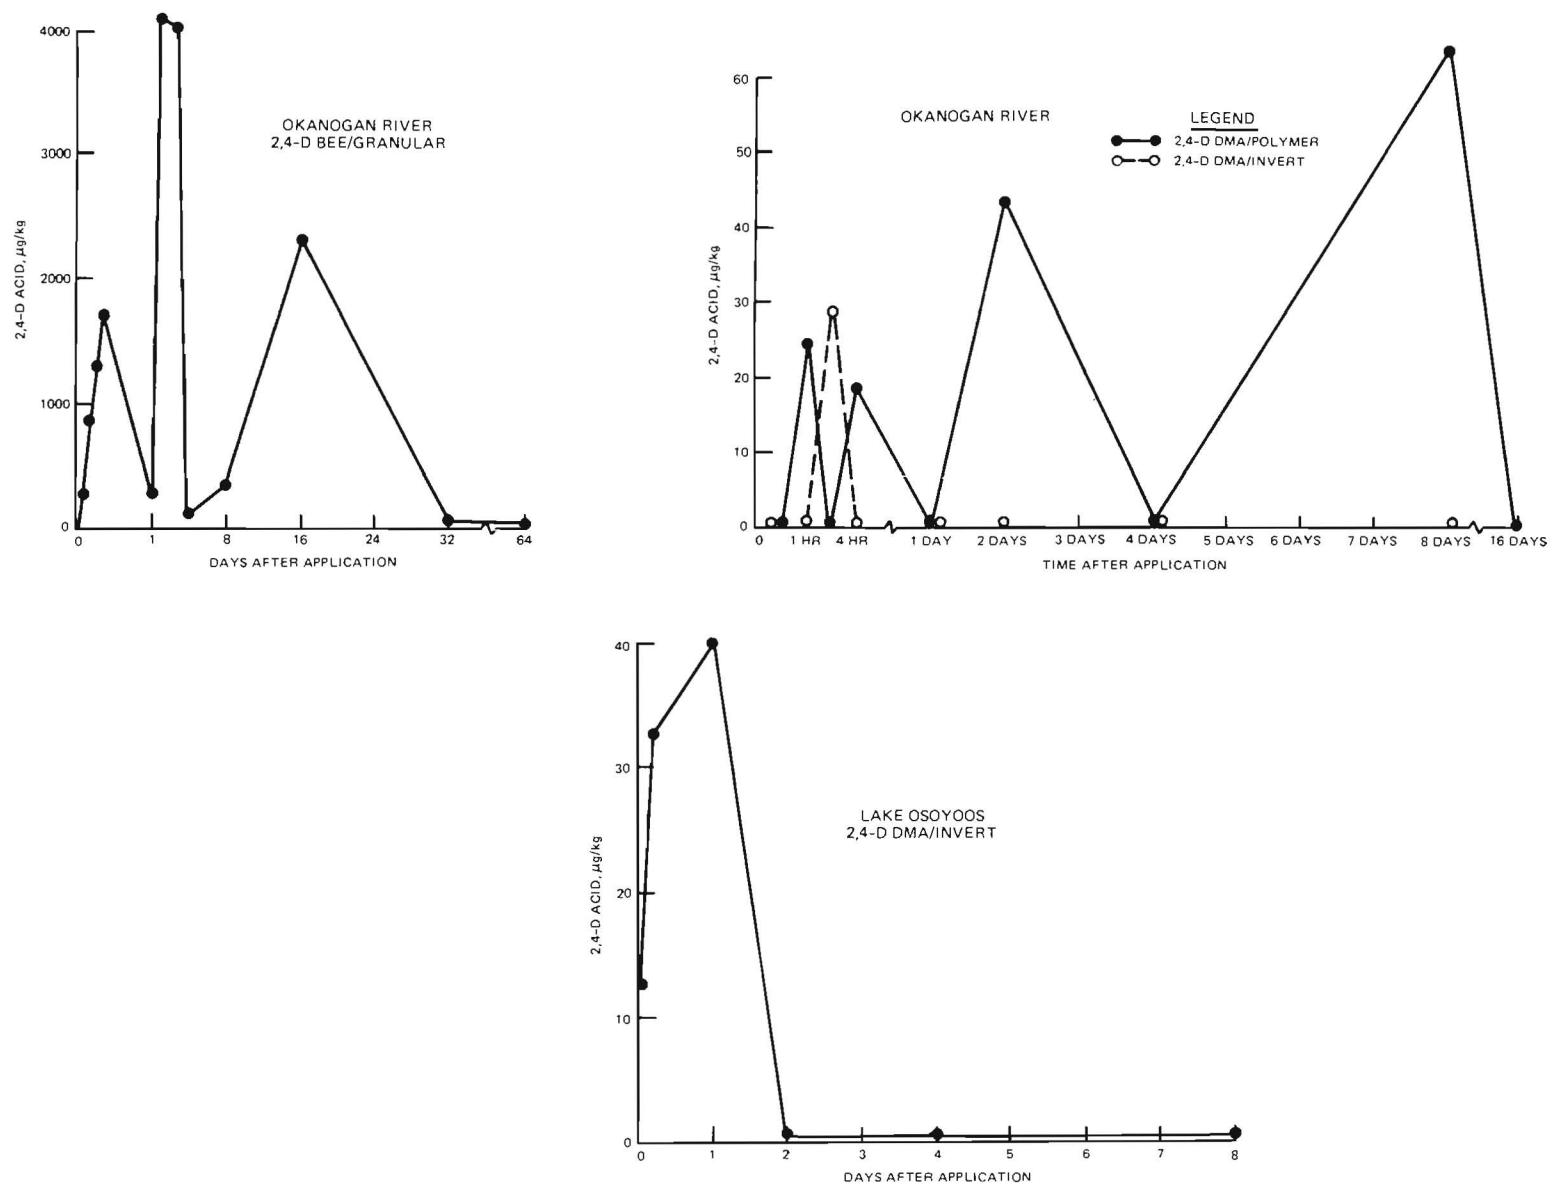 4000
3000
2000
1000
0
2,4-D ACID, µg/kg
OKANOGAN RIVER
2,4-D BEE/GRANULAR
0 1 8 16 24 32 64
DAYS AFTER APPLICATION
60
50
40
30
20
10
0
2,4-D ACID, µg/kg
OKANOGAN RIVER
LEGEND
2,4-D DMA/POLYMER
2,4-D DMA/INVERT
0 1 HR 4 HR 1 DAY 2 DAYS 3 DAYS 4 DAYS 5 DAYS 6 DAYS 7 DAYS 8 DAYS 16 DAYS
TIME AFTER APPLICATION
40
30
20
10
0
2,4-D ACID, µg/kg
LAKE OSOYOOS
2,4-D DMA/INVERT
0 1 2 3 4 5 6 7 8
DAYS AFTER APPLICATION